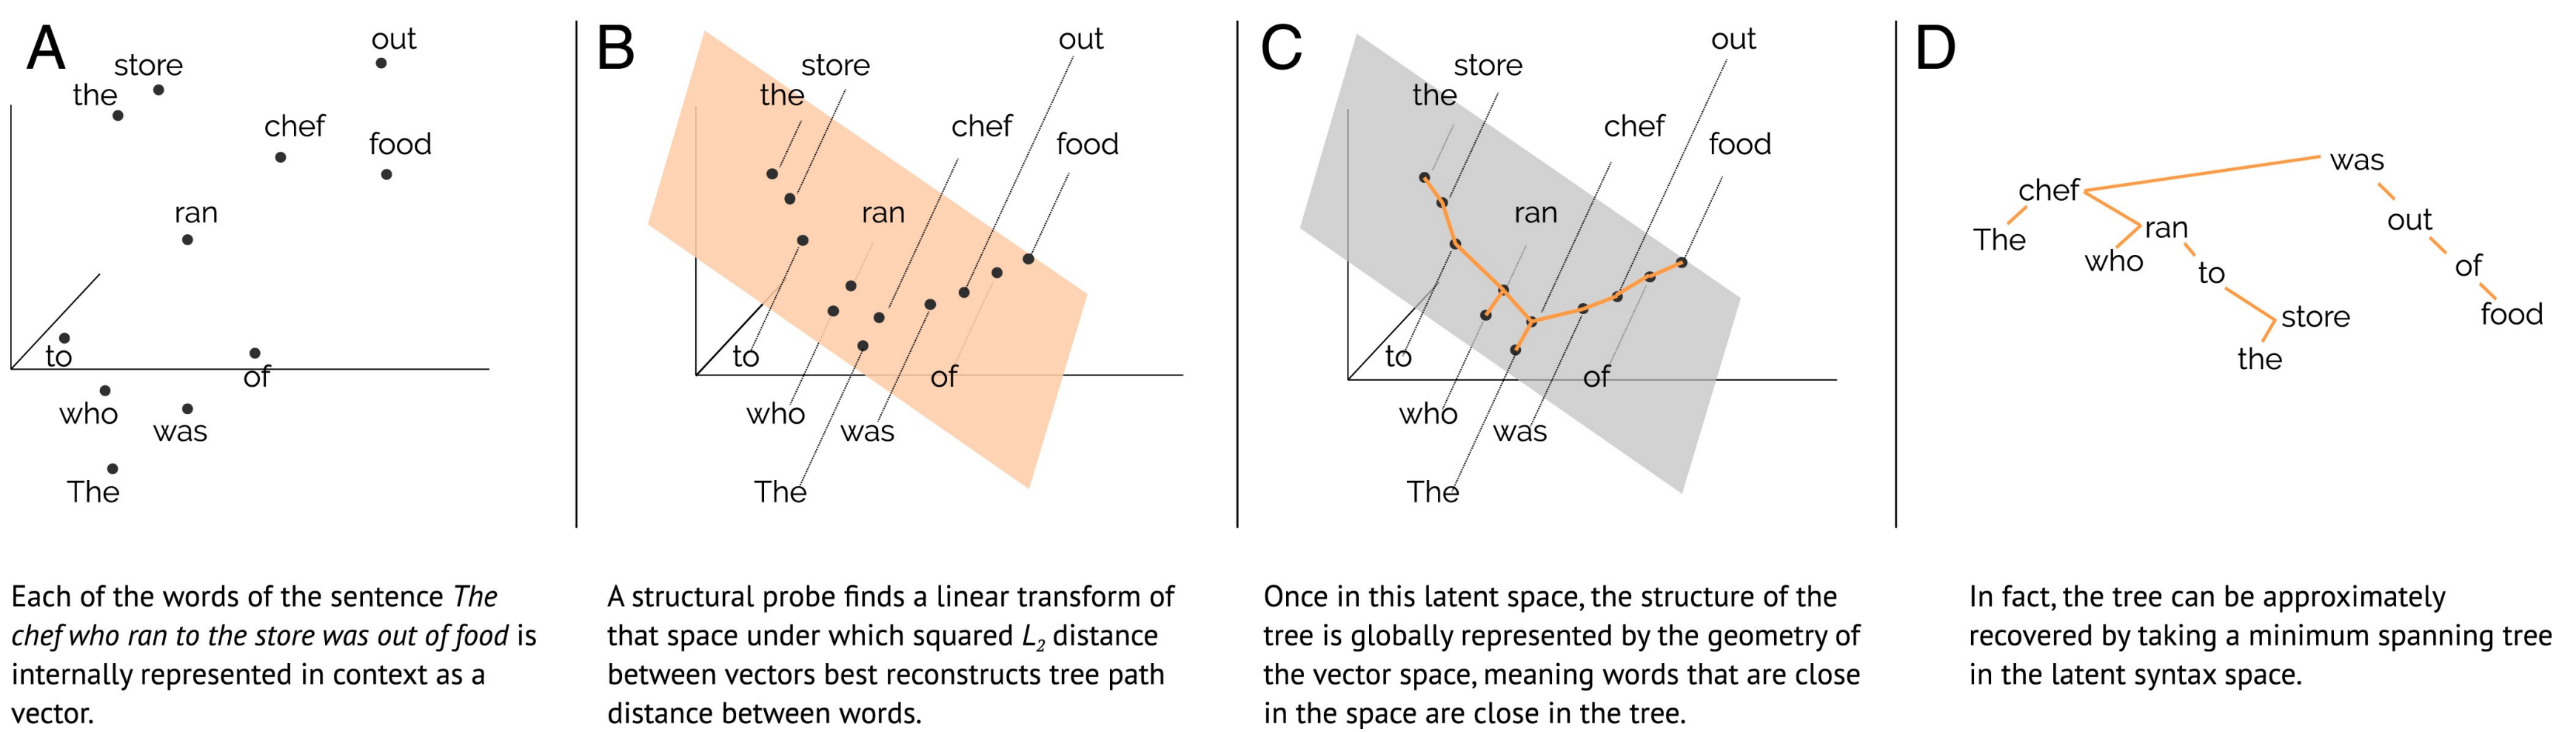 A
out
store
the
chef
food
ran
to
of
who
was
The
Each of the words of the sentence The
chef who ran to the store was out of food is
internally represented in context as a
vector.
B
out
store
the
chef
food
ran
to
of
who
was
The
A structural probe finds a linear transform of
that space under which squared L₂ distance
between vectors best reconstructs tree path
distance between words.
C
out
store
the
chef
food
ran
to
of
who
was
The
Once in this latent space, the structure of the
tree is globally represented by the geometry of
the vector space, meaning words that are close
in the space are close in the tree.
D
was
chef
out
ran
The
who
of
to
store
food
the
In fact, the tree can be approximately
recovered by taking a minimum spanning tree
in the latent syntax space.